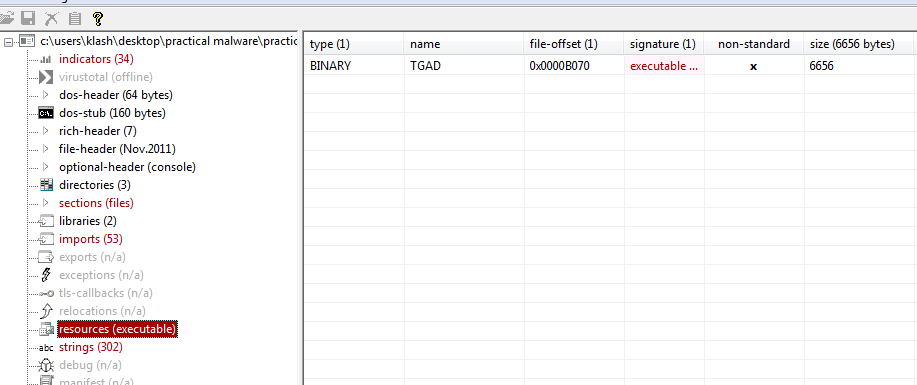 c:\users\klash\desktop\practical malware\practic
indicators (34)
virustotal (offline)
dos-header (64 bytes)
dos-stub (160 bytes)
rich-header (7)
file-header (Nov.2011)
optional-header (console)
directories (3)
sections (files)
libraries (2)
imports (53)
exports (n/a)
exceptions (n/a)
tls-callbacks (n/a)
relocations (n/a)
resources (executable)
abc strings (302)
debug (n/a)
manifest (n/a)
type (1) name file-offset (1) signature (1) non-standard size (6656 bytes)
BINARY TGAD 0x0000B070 executable ... x 6656